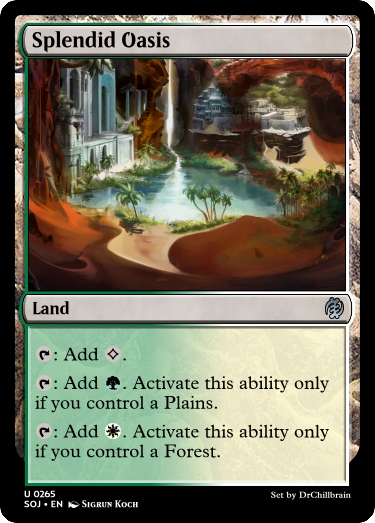 Splendid Oasis
Land
: Add .
: Add . Activate this ability only
if you control a Plains.
: Add . Activate this ability only
if you control a Forest.
U 0265
SOJ • EN Sigrun Koch
Set by DrChillbrain